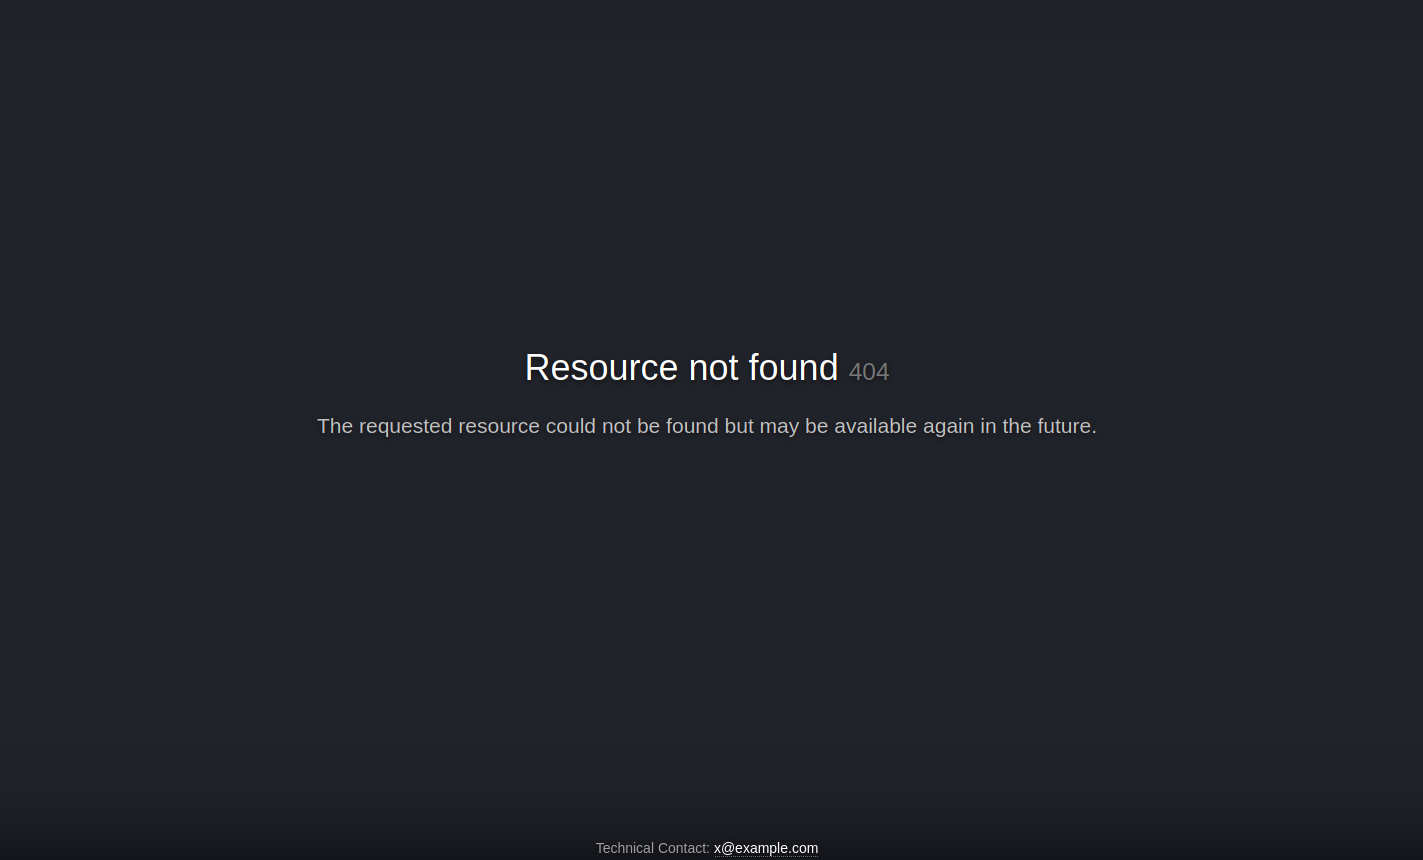 Resource not found 404
The requested resource could not be found but may be available again in the future.
Technical Contact: x@example.com